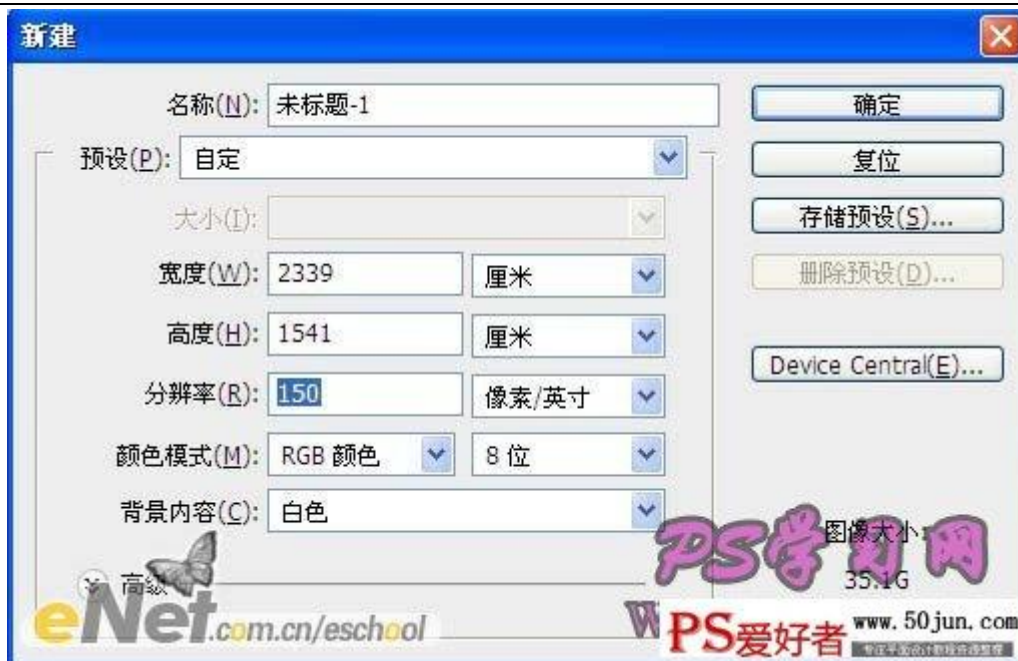 新建
名称(N): 未标题-1
确定
预设(P): 自定
复位
大小(I):
存储预设(S)...
宽度(W): 2339 厘米
删除预设(D)...
高度(H): 1541 厘米
Device Central(E)...
分辨率(R): 150 像素/英寸
颜色模式(M): RGB 颜色 8 位
背景内容(C): 白色
图像大小:
PS学习网
35.1G
高级
eNet.com.cn/eschool
W
PS爱好者 www.50jun.com